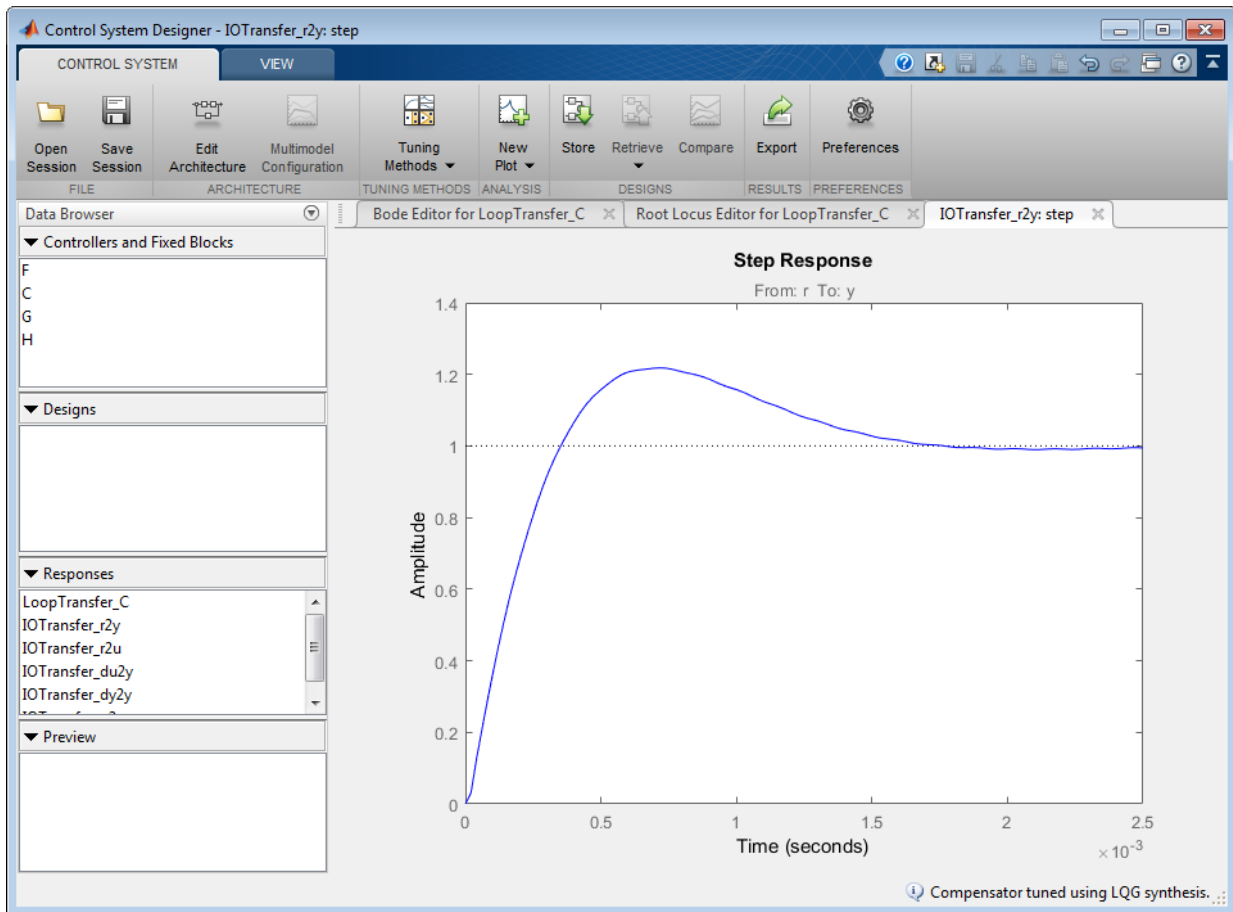 Control System Designer - IOTransfer_r2y: step
CONTROL SYSTEM
VIEW
Open Session
Save Session
Edit Architecture
Multimodel Configuration
Tuning Methods
New Plot
Store
Retrieve
Compare
Export
Preferences
FILE
ARCHITECTURE
TUNING METHODS
ANALYSIS
DESIGNS
RESULTS
PREFERENCES
Data Browser
Bode Editor for LoopTransfer_C
Root Locus Editor for LoopTransfer_C
IOTransfer_r2y: step
Controllers and Fixed Blocks
F
C
G
H
Designs
Responses
LoopTransfer_C
IOTransfer_r2y
IOTransfer_r2u
IOTransfer_du2y
IOTransfer_dy2y
Preview
Step Response
From: r To: y
1.4
1.2
1
0.8
0.6
0.4
0.2
0
Amplitude
0
0.5
1
1.5
2
2.5
Time (seconds)
×10-3
Compensator tuned using LQG synthesis.